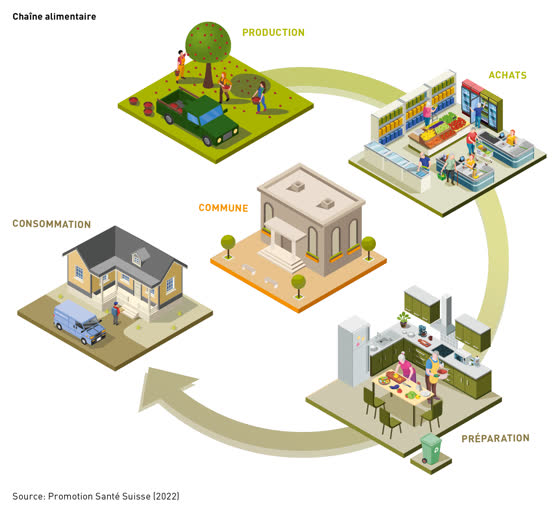 Chaîne alimentaire
PRODUCTION
ACHATS
COMMUNE
CONSOMMATION
PRÉPARATION
Source: Promotion Santé Suisse (2022)